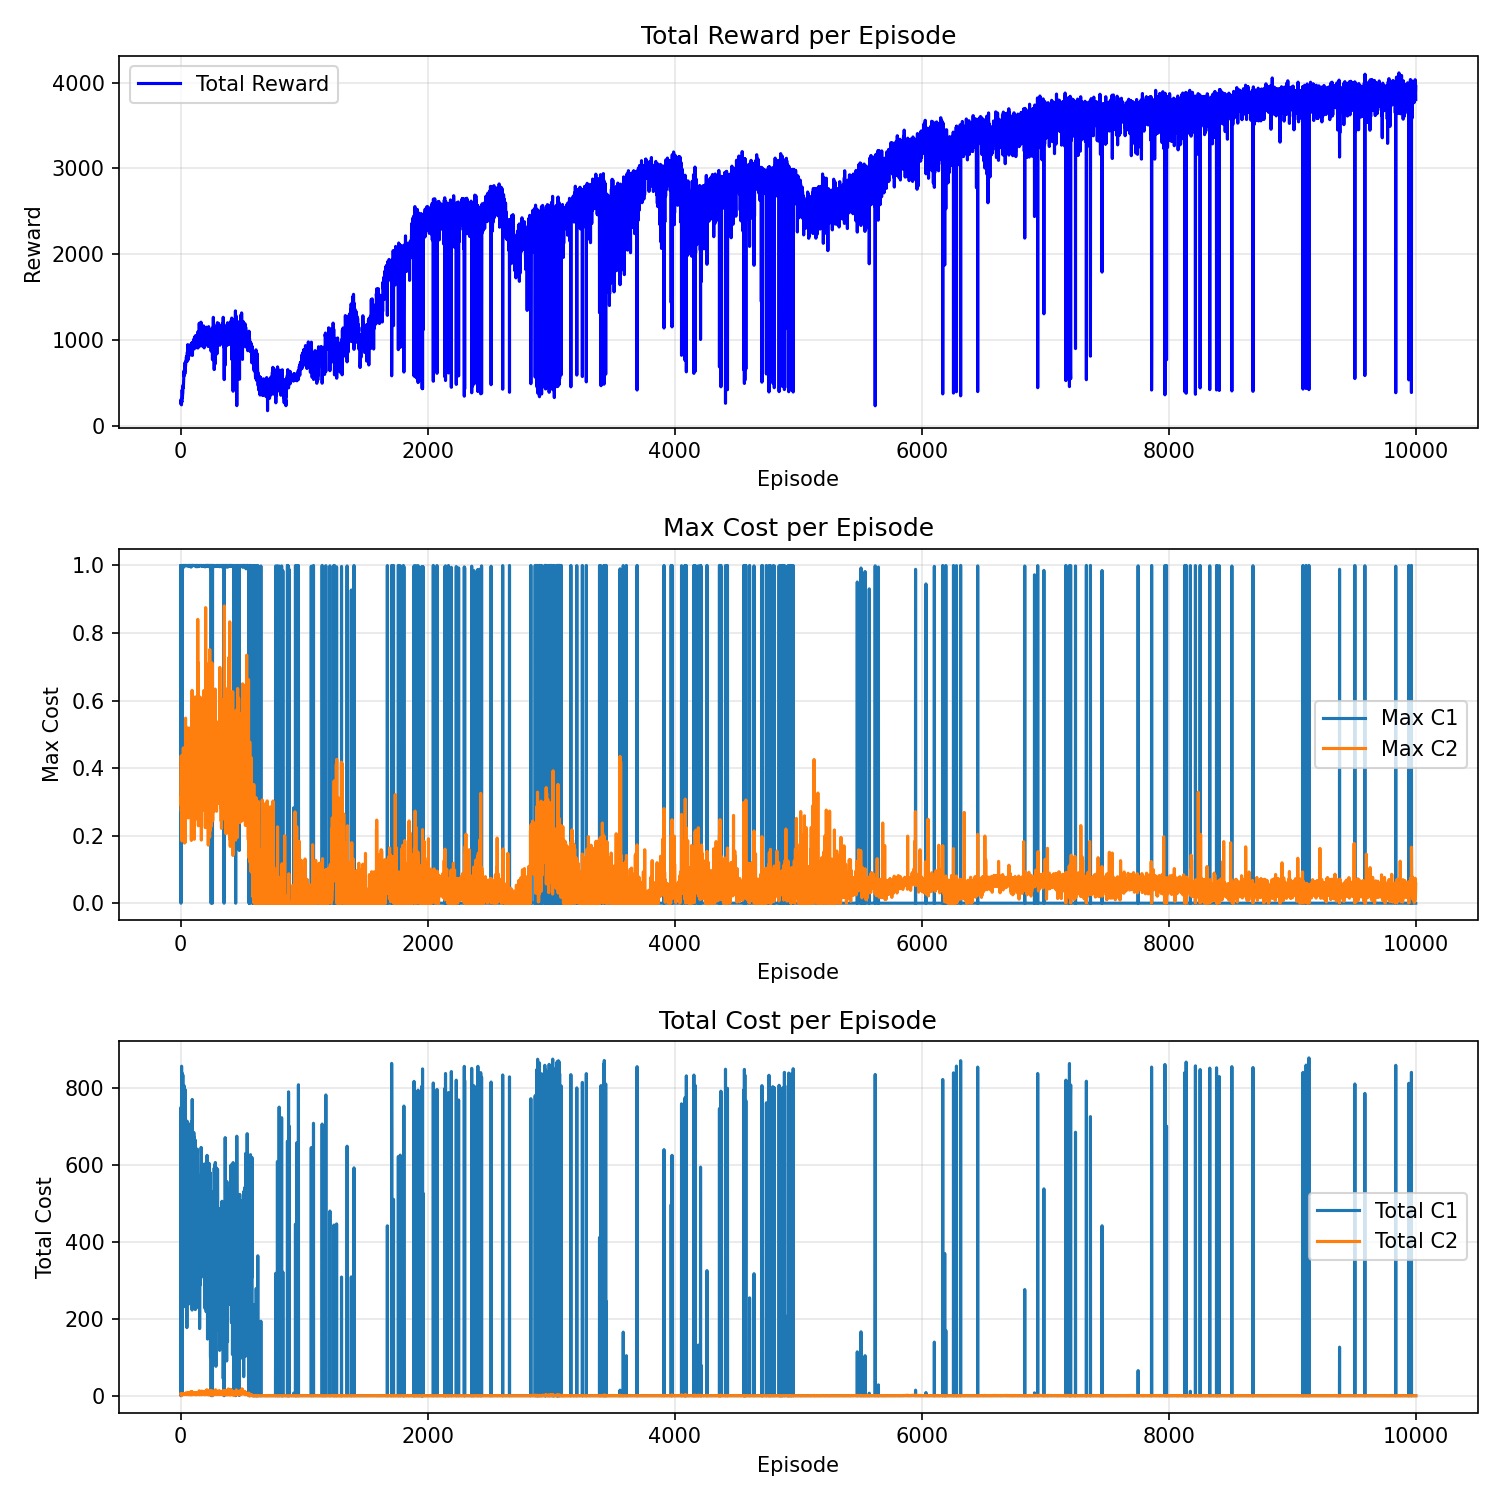 Total Reward per Episode
Total Reward
4000
3000
2000
1000
0
Reward
0 2000 4000 6000 8000 10000
Episode
Max Cost per Episode
1.0
0.8
0.6
0.4
0.2
0.0
Max Cost
Max C1
Max C2
0 2000 4000 6000 8000 10000
Episode
Total Cost per Episode
800
600
400
200
0
Total Cost
Total C1
Total C2
0 2000 4000 6000 8000 10000
Episode